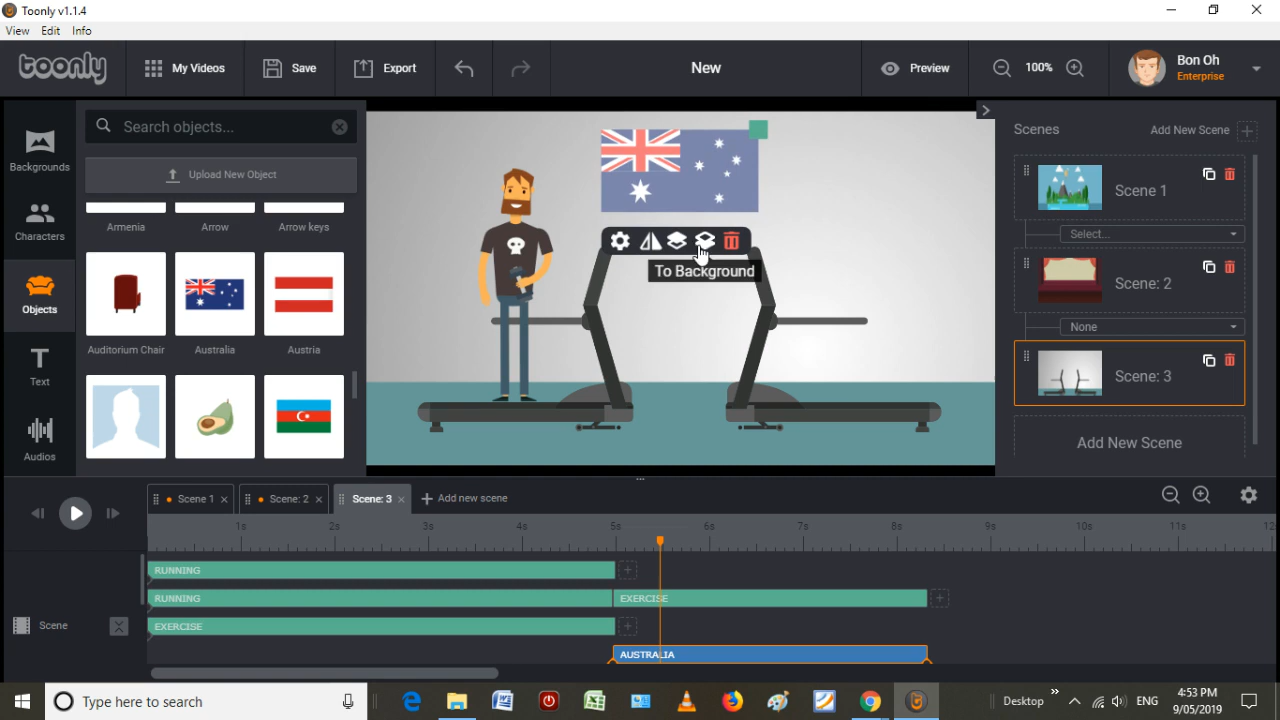 Toonly v1.1.4
View Edit Info
toonly
My Videos
Save
Export
New
Preview
100%
Bon Oh
Enterprise
Backgrounds
Characters
Objects
Text
Audios
Search objects...
Upload New Object
Armenia Arrow Arrow keys
Auditorium Chair Australia Austria
To Background
Scenes
Add New Scene
Scene 1
Select...
Scene: 2
None
Scene: 3
Add New Scene
Scene 1 Scene: 2 Scene: 3 Add new scene
1s 2s 3s 4s 5s 6s 7s 8s 9s 10s 11s 12
RUNNING
RUNNING EXERCISE
EXERCISE
Scene
AUSTRALIA
Type here to search
Desktop
ENG
4:53 PM
9/05/2019